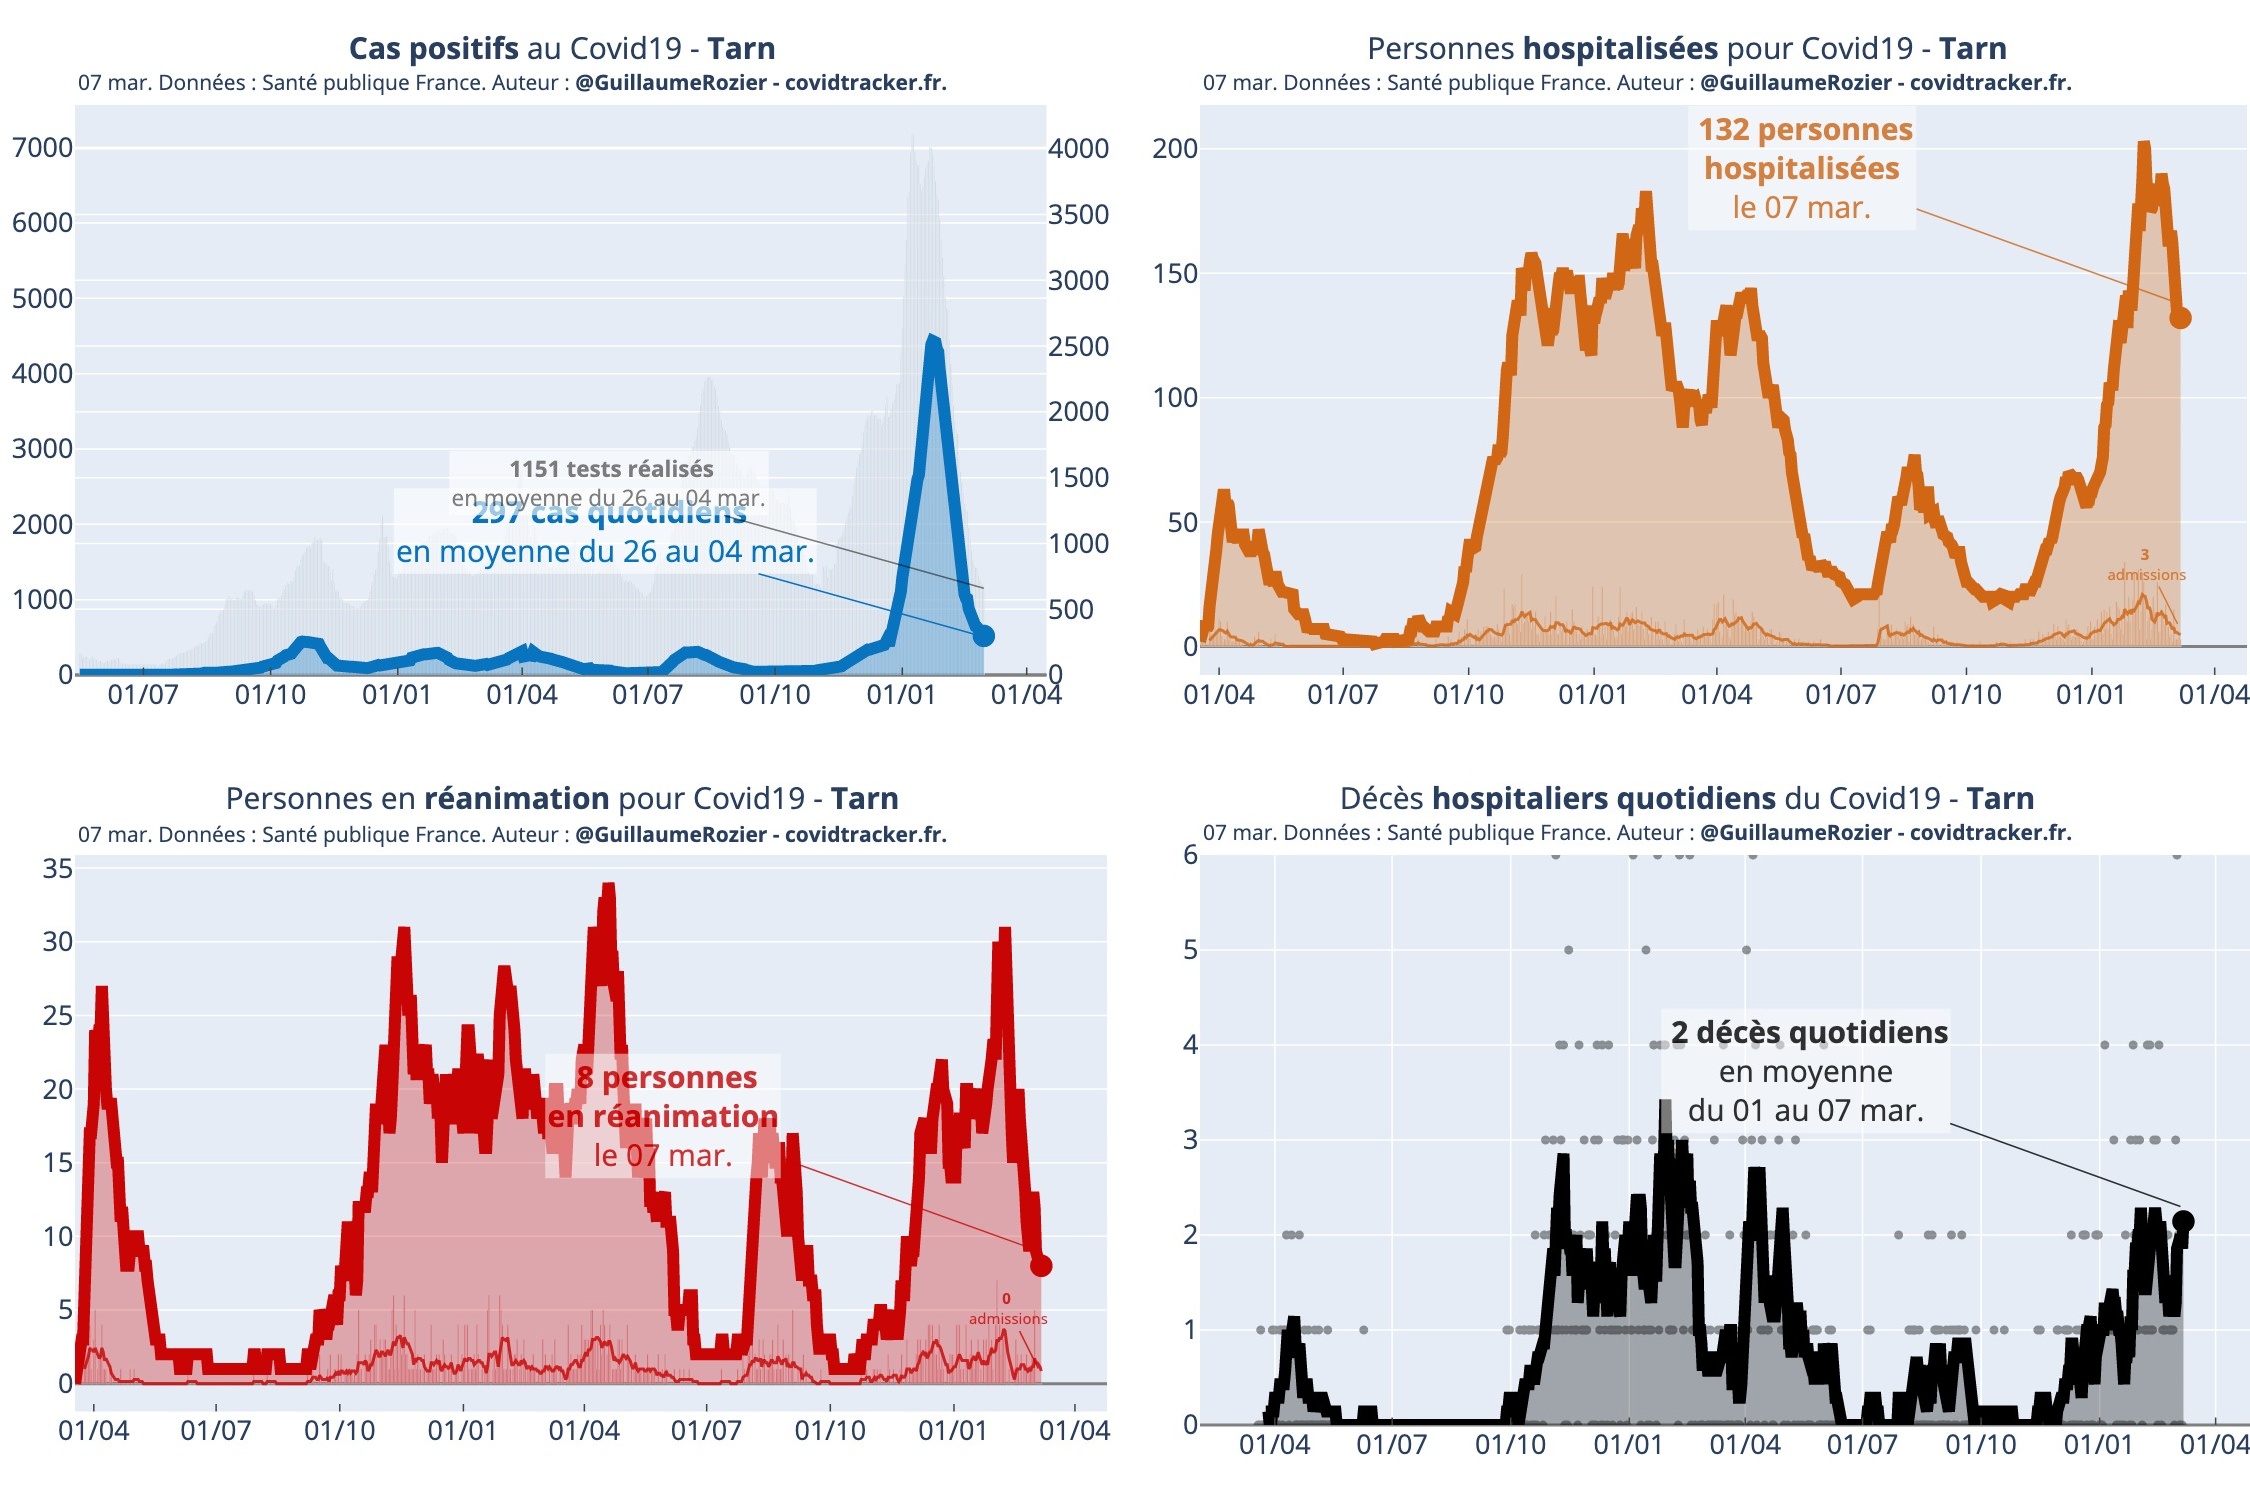 Cas positifs au Covid19 - Tarn
07 mar. Données : Santé publique France. Auteur : @GuillaumeRozier - covidtracker.fr.
7000
6000
5000
4000
3000
2000
1000
0
4000
3500
3000
2500
2000
1500
1000
500
0
1151 tests réalisés
en moyenne du 26 au 04 mar.
297 cas quotidiens
en moyenne du 26 au 04 mar.
01/07 01/10 01/01 01/04 01/07 01/10 01/01 01/04
Personnes hospitalisées pour Covid19 - Tarn
07 mar. Données : Santé publique France. Auteur : @GuillaumeRozier - covidtracker.fr.
132 personnes
hospitalisées
le 07 mar.
200
150
100
50
0
3
admissions
01/04 01/07 01/10 01/01 01/04 01/07 01/10 01/01 01/04
Personnes en réanimation pour Covid19 - Tarn
07 mar. Données : Santé publique France. Auteur : @GuillaumeRozier - covidtracker.fr.
35
30
25
20
15
10
5
0
8 personnes
en réanimation
le 07 mar.
0
admissions
01/04 01/07 01/10 01/01 01/04 01/07 01/10 01/01 01/04
Décès hospitaliers quotidiens du Covid19 - Tarn
07 mar. Données : Santé publique France. Auteur : @GuillaumeRozier - covidtracker.fr.
6
5
4
3
2
1
0
2 décès quotidiens
en moyenne
du 01 au 07 mar.
01/04 01/07 01/10 01/01 01/04 01/07 01/10 01/01 01/04